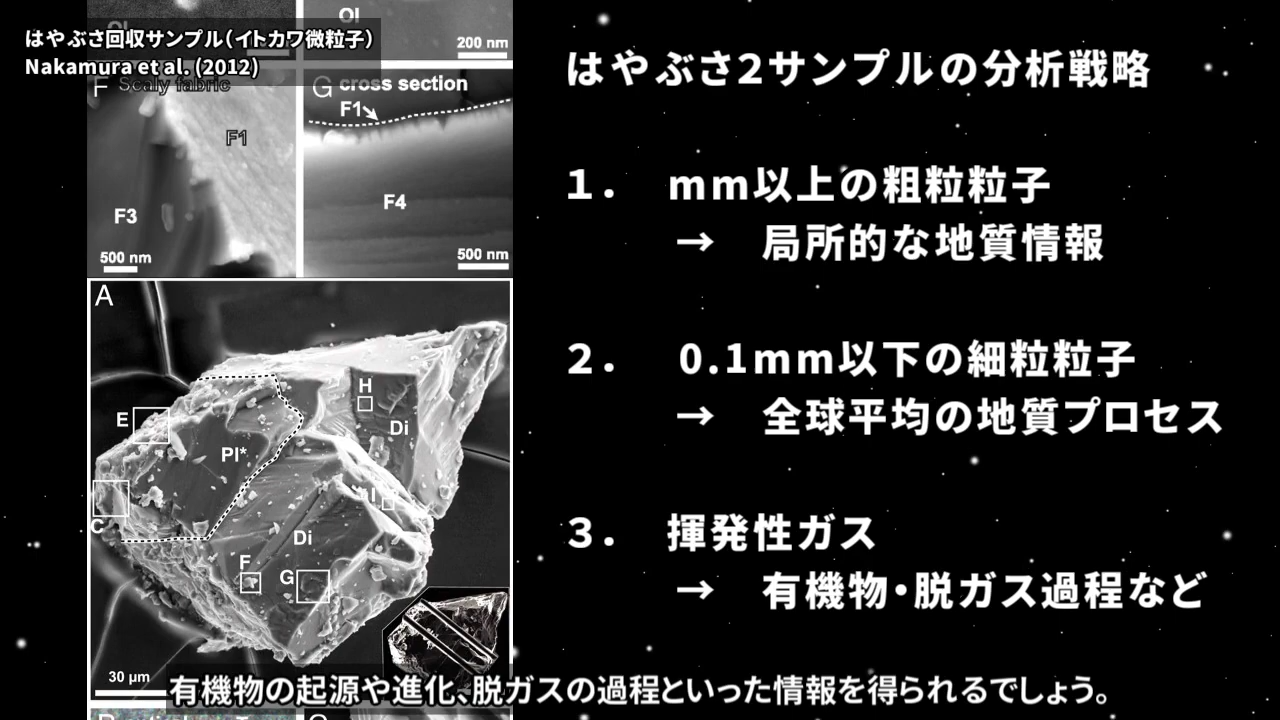 Ol
Ol
はやぶさ回収サンプル(イトカワ微粒子)
Nakamura et al. (2012)
200 nm
F Scaly fabric
F1
F3
500 nm
G cross section
F1
F4
500 nm
A
E
H
Di
Pl*
C
I
Di
F
G
30 µm
はやぶさ2サンプルの分析戦略
1. mm以上の粗粒粒子
→ 局所的な地質情報
2. 0.1mm以下の細粒粒子
→ 全球平均の地質プロセス
3. 揮発性ガス
→ 有機物・脱ガス過程など
有機物の起源や進化、脱ガスの過程といった情報を得られるでしょう。